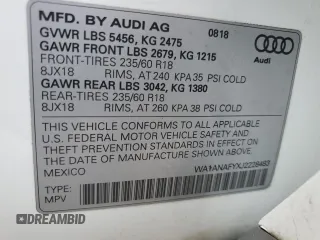 MFD. BY AUDI AG 0818
GVWR LBS 5456, KG 2475
GAWR FRONT LBS 2679, KG 1215
FRONT-TIRES 235/60 R18
8JX18 RIMS, AT 240 KPA 35 PSI COLD
GAWR REAR LBS 3042, KG 1380
REAR-TIRES 235/60 R18
8JX18 RIMS, AT 260 KPA 38 PSI COLD
THIS VEHICLE CONFORMS TO ALL APPLICABLE
U.S. FEDERAL MOTOR VEHICLE SAFETY AND
THEFT PREVENTION STANDARDS IN EFFECT ON THE
DATE OF MANUFACTURE SHOWN ABOVE.
MEXICO
TYPE:
MPV
Audi
BIDFAX